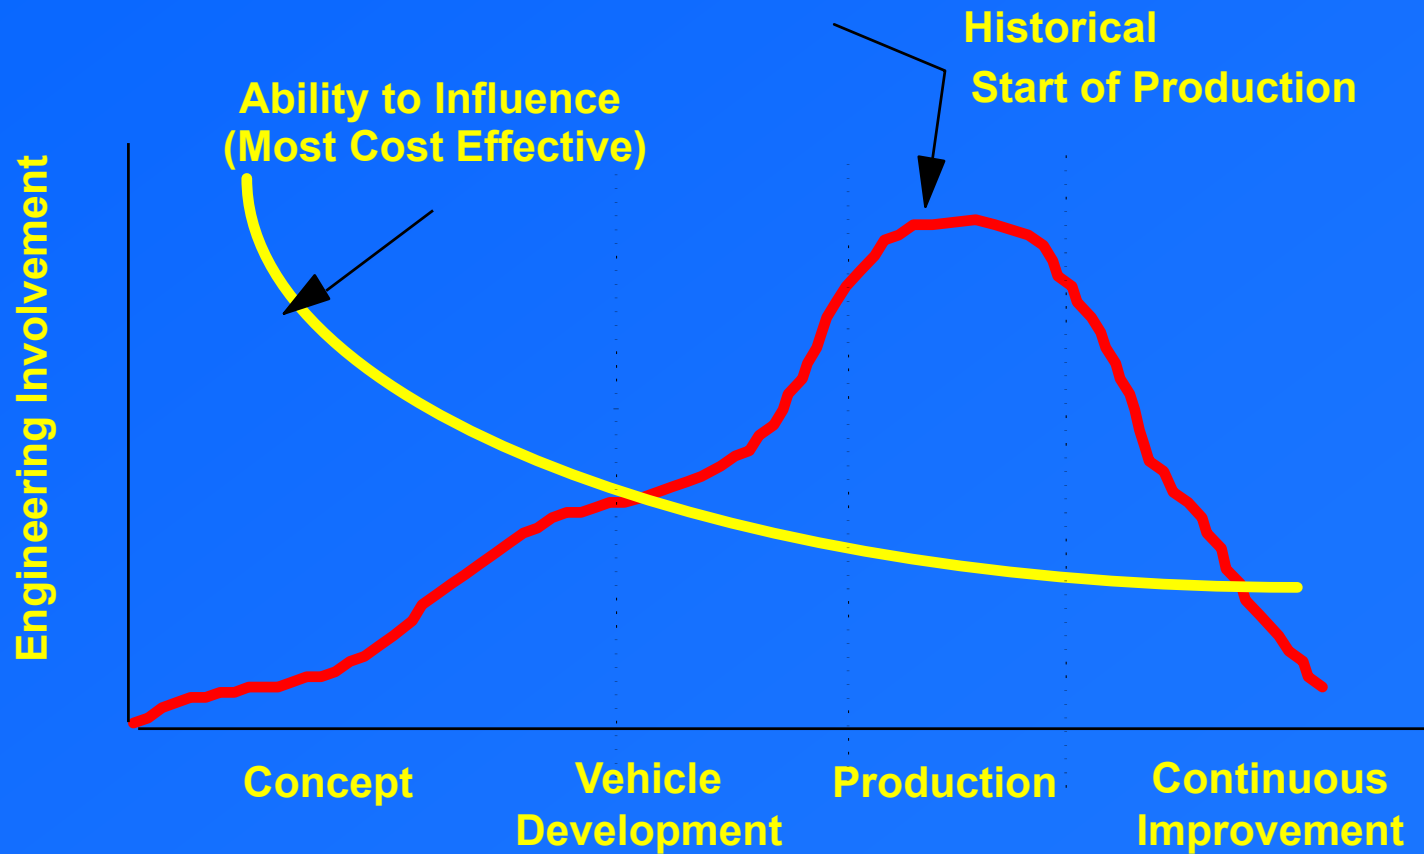 Historical
Start of Production
Ability to Influence
(Most Cost Effective)
Engineering Involvement
Concept
Vehicle
Development
Production
Continuous
Improvement